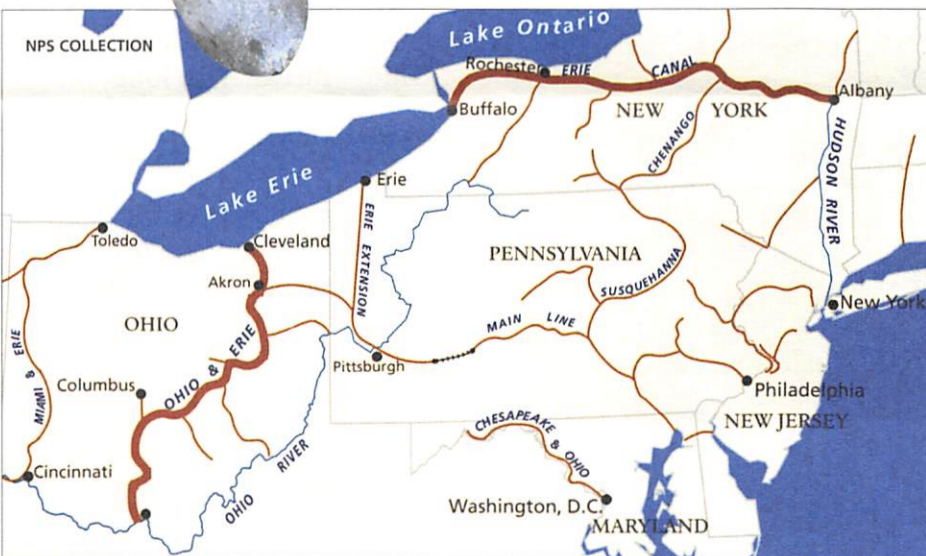 NPS COLLECTION
Lake Ontario
Rochester
ERIE CANAL
Buffalo
NEW YORK
Albany
CHENANGO
HUDSON RIVER
Lake Erie
Erie
ERIE EXTENSION
Toledo
Cleveland
Akron
PENNSYLVANIA
SUSQUEHANNA
New York
OHIO
MAIN LINE
Pittsburgh
MIAMI & ERIE
Columbus
OHIO & ERIE
Philadelphia
NEW JERSEY
CHESAPEAKE & OHIO
Cincinnati
OHIO RIVER
Washington, D.C.
MARYLAND